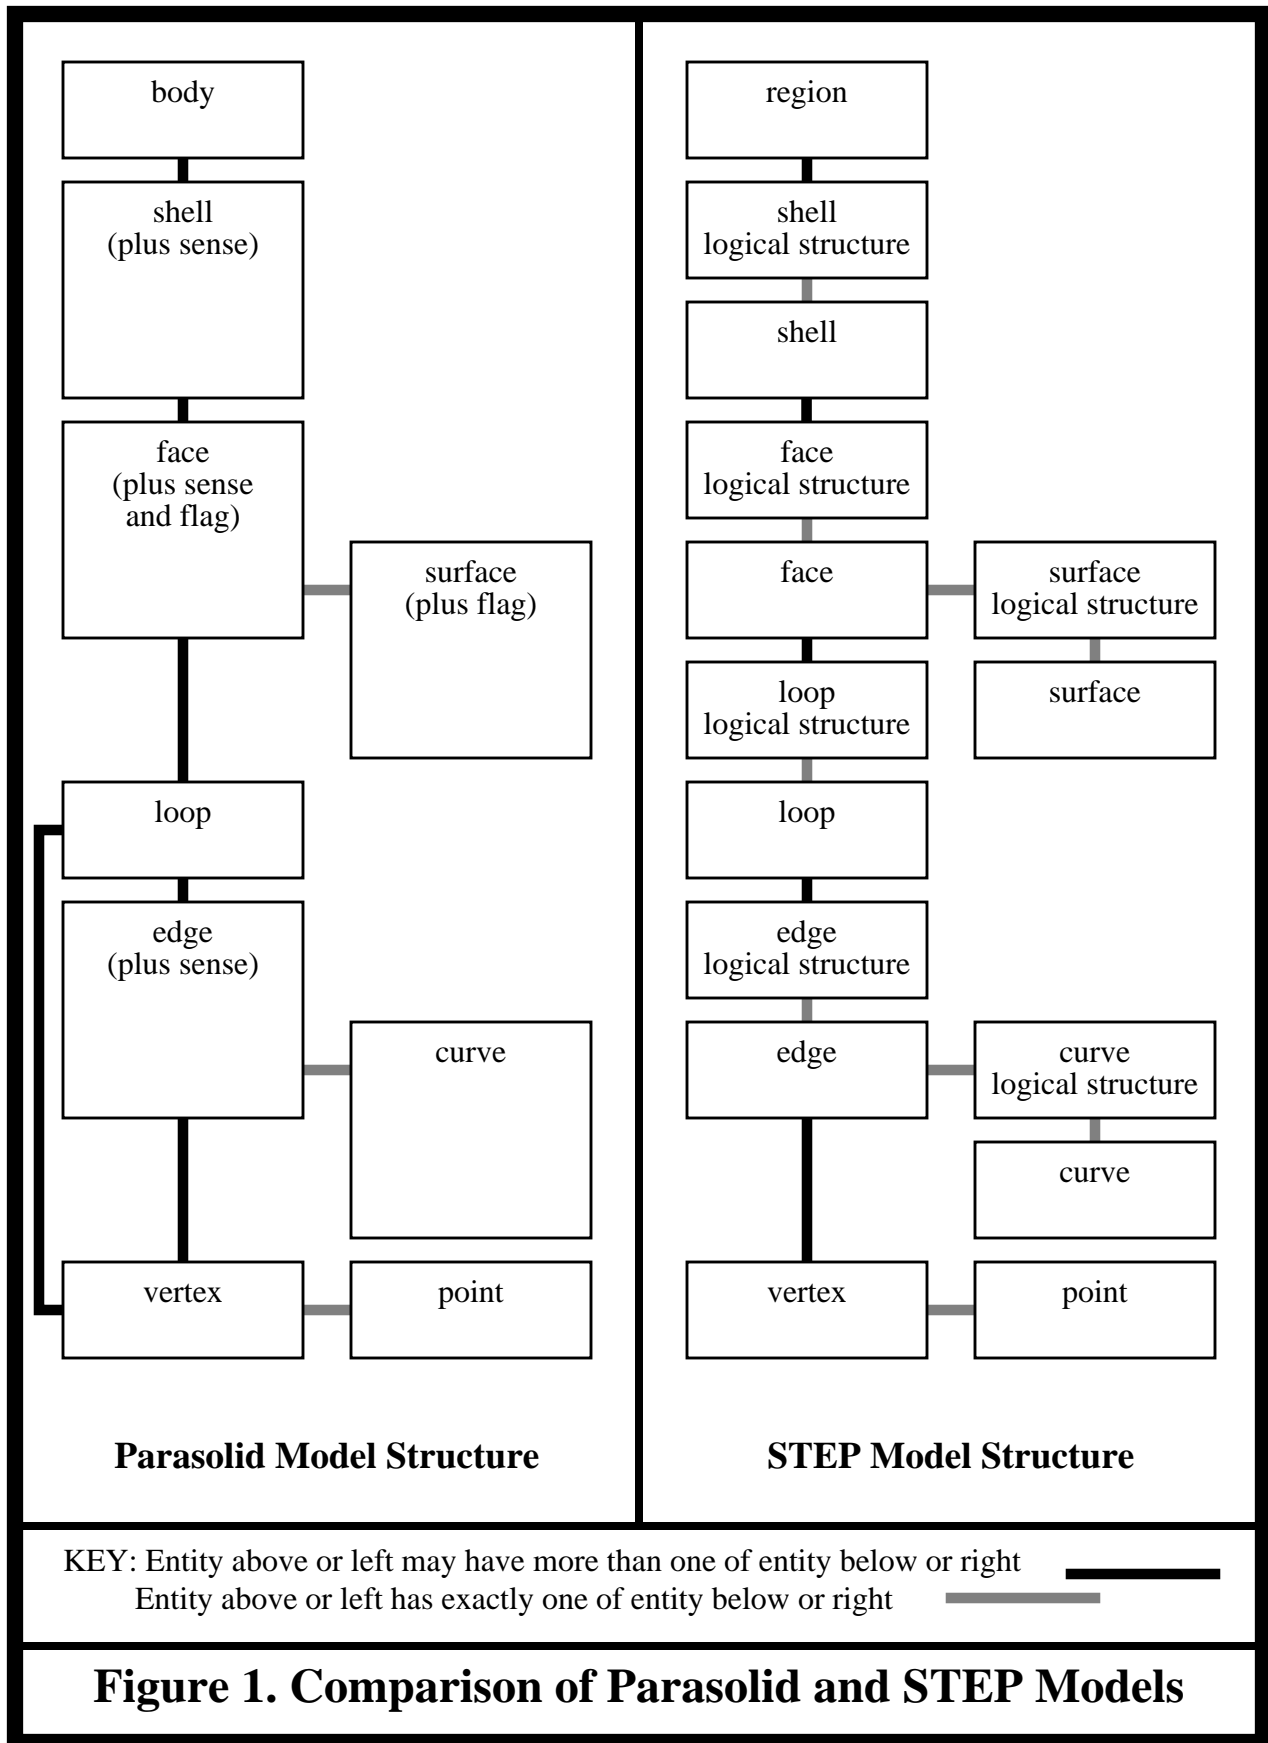 body
shell
(plus sense)
face
(plus sense
and flag)
surface
(plus flag)
loop
edge
(plus sense)
curve
vertex
point
Parasolid Model Structure
region
shell
logical structure
shell
face
logical structure
face
surface
logical structure
surface
loop
logical structure
loop
edge
logical structure
edge
curve
logical structure
curve
vertex
point
STEP Model Structure
KEY: Entity above or left may have more than one of entity below or right
Entity above or left has exactly one of entity below or right
Figure 1. Comparison of Parasolid and STEP Models